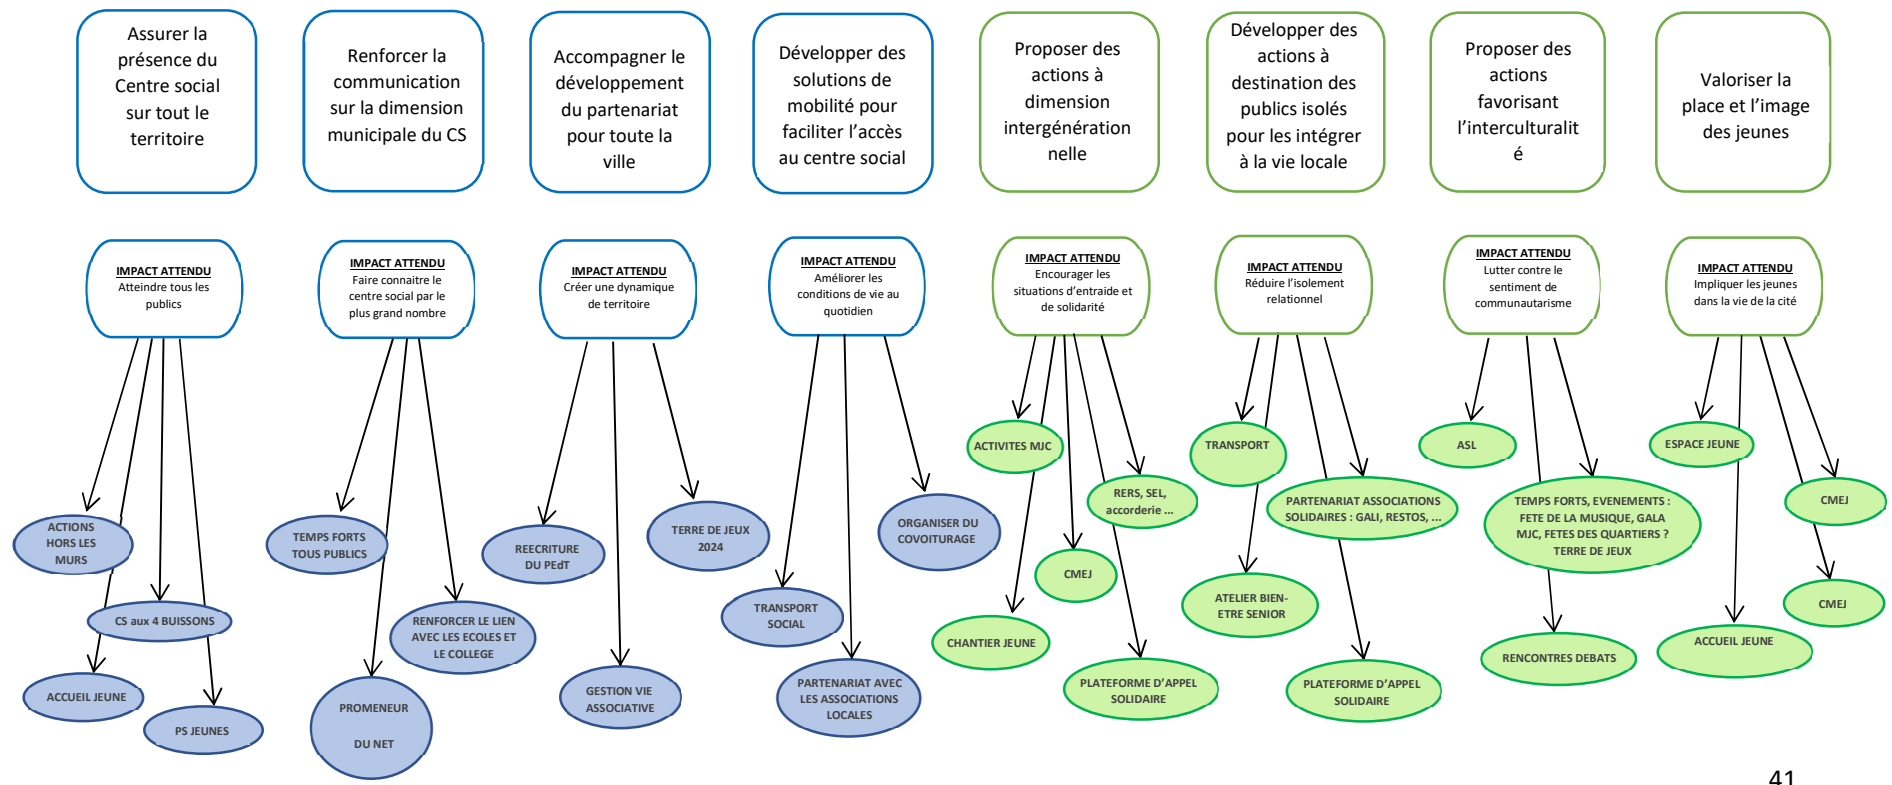 Assurer la
présence du
Centre social
sur tout le
territoire
Renforcer la
communication
sur la dimension
municipale du CS
Accompagner le
développement
du partenariat
pour toute la
ville
Développer des
solutions de
mobilité pour
faciliter l'accès
au centre social
Proposer des
actions à
dimension
intergénération
nelle
Développer des
actions à
destination des
publics isolés
pour les intégrer
à la vie locale
Proposer des
actions
favorisant
l'interculturalit
é
Valoriser la
place et l'image
des jeunes
IMPACT ATTENDU
Atteindre tous les
publics
IMPACT ATTENDU
Faire connaitre le
centre social par le
plus grand nombre
IMPACT ATTENDU
Créer une dynamique
de territoire
IMPACT ATTENDU
Améliorer les
conditions de vie au
quotidien
IMPACT ATTENDU
Encourager les
situations d'entraide et
de solidarité
IMPACT ATTENDU
Réduire l'isolement
relationnel
IMPACT ATTENDU
Lutter contre le
sentiment de
communautarisme
IMPACT ATTENDU
Impliquer les jeunes
dans la vie de la cité
ACTIONS
HORS LES
MURS
CS aux 4 BUISSONS
ACCUEIL JEUNE
PS JEUNES
TEMPS FORTS
TOUS PUBLICS
RENFORCER LE LIEN
AVEC LES ECOLES ET
LE COLLEGE
PROMENEUR
DU NET
REECRITURE
DU PEdT
TERRE DE JEUX
2024
GESTION VIE
ASSOCIATIVE
ORGANISER DU
COVOITURAGE
TRANSPORT
SOCIAL
PARTENARIAT AVEC
LES ASSOCIATIONS
LOCALES
ACTIVITES MJC
RERS, SEL,
accorderie ...
CMEJ
CHANTIER JEUNE
PLATEFORME D'APPEL
SOLIDAIRE
TRANSPORT
PARTENARIAT ASSOCIATIONS
SOLIDAIRES : GALI, RESTOS, ...
ATELIER BIEN-
ETRE SENIOR
PLATEFORME D'APPEL
SOLIDAIRE
ASL
TEMPS FORTS, EVENEMENTS :
FETE DE LA MUSIQUE, GALA
MJC, FETES DES QUARTIERS ?
TERRE DE JEUX
RENCONTRES DEBATS
ESPACE JEUNE
CMEJ
CMEJ
ACCUEIL JEUNE
41